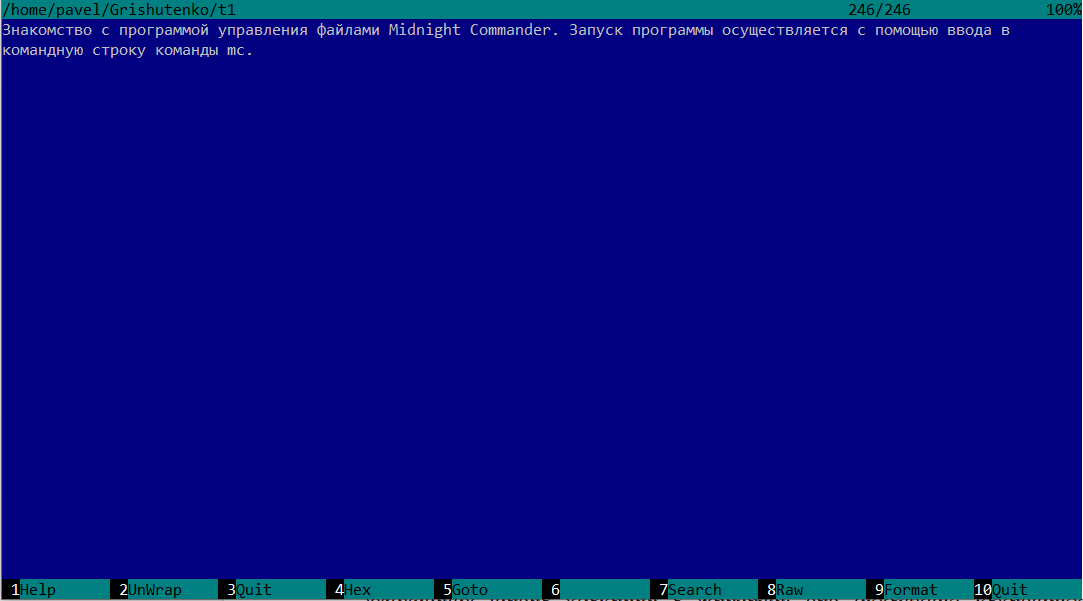 /home/pavel/Grishutenko/t1 246/246 100%
Знакомство с программой управления файлами Midnight Commander. Запуск программы осуществляется с помощью ввода в
командную строку команды mc.
1Help 2UnWrap 3Quit 4Hex 5Goto 6 7Search 8Raw 9Format 10Quit